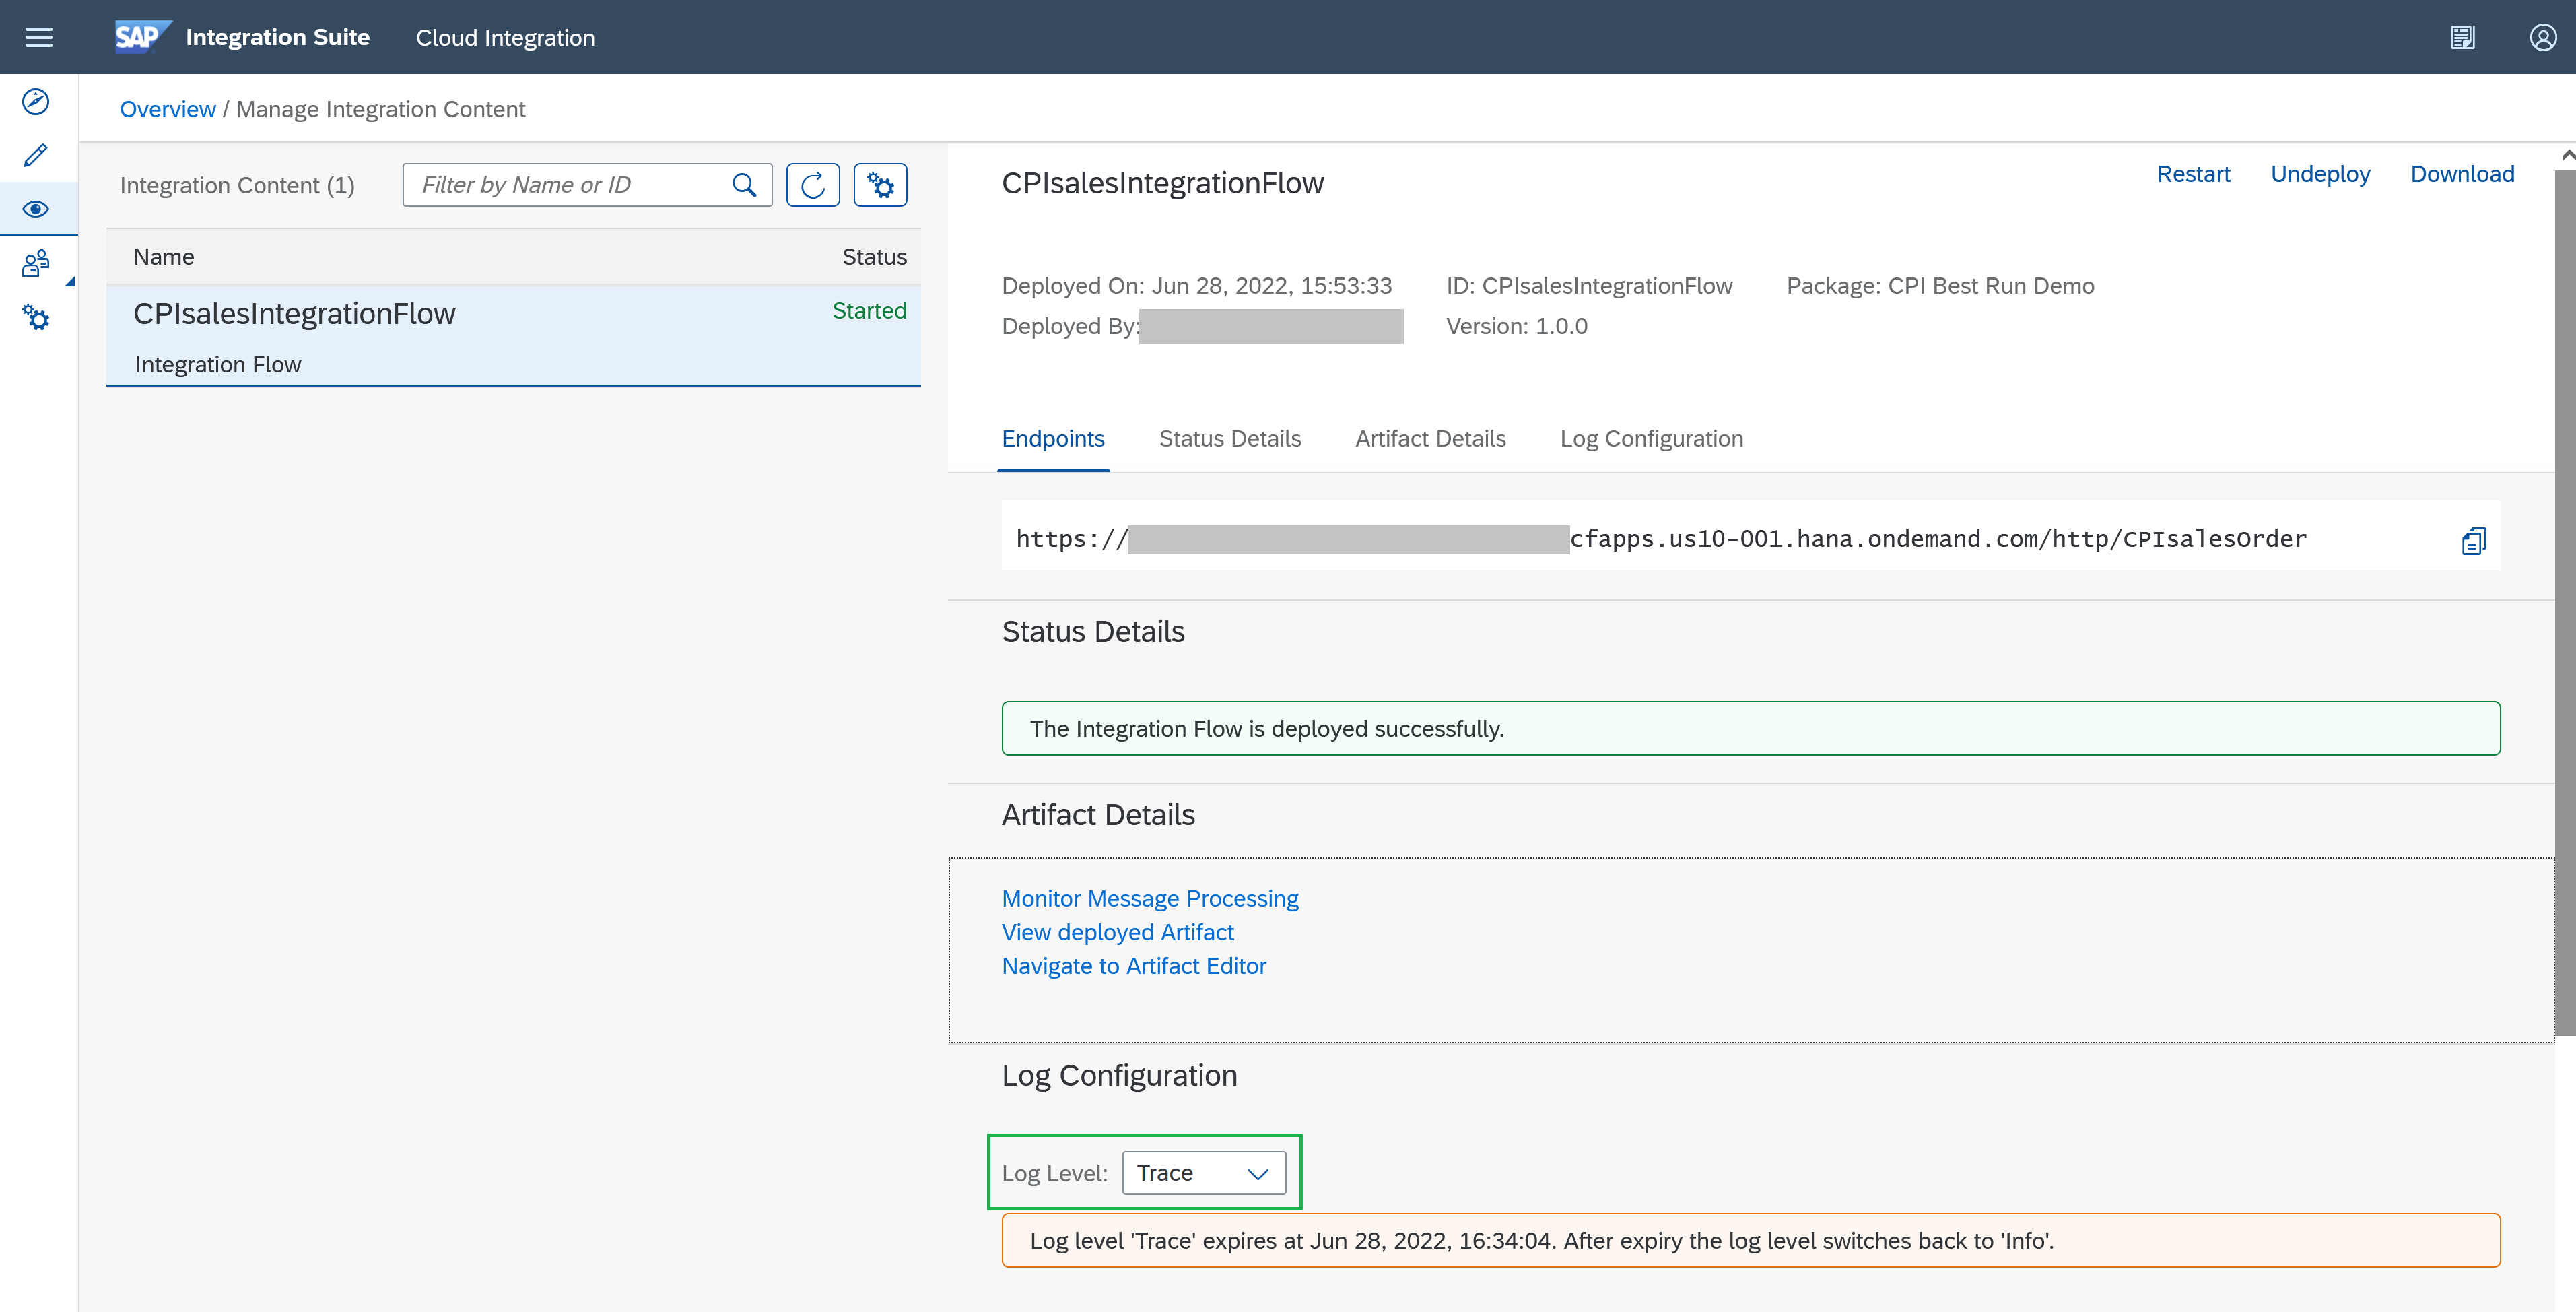 SAP Integration Suite Cloud Integration
Overview / Manage Integration Content
Integration Content (1)
Filter by Name or ID
Name Status
CPIsalesIntegrationFlow Started
Integration Flow
CPIsalesIntegrationFlow
Restart Undeploy Download
Deployed On: Jun 28, 2022, 15:53:33 ID: CPIsalesIntegrationFlow Package: CPI Best Run Demo
Deployed By: Version: 1.0.0
Endpoints Status Details Artifact Details Log Configuration
https:// cfapps.us10-001.hana.ondemand.com/http/CPIsalesOrder
Status Details
The Integration Flow is deployed successfully.
Artifact Details
Monitor Message Processing
View deployed Artifact
Navigate to Artifact Editor
Log Configuration
Log Level: Trace
Log level 'Trace' expires at Jun 28, 2022, 16:34:04. After expiry the log level switches back to 'Info'.